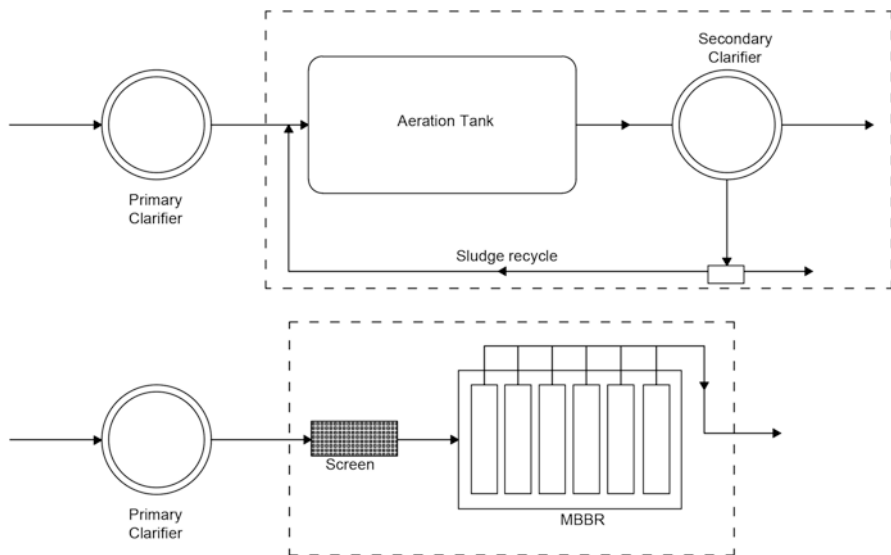 Secondary
Clarifier
Aeration Tank
Primary
Clarifier
Sludge recycle
Screen
MBBR
Primary
Clarifier